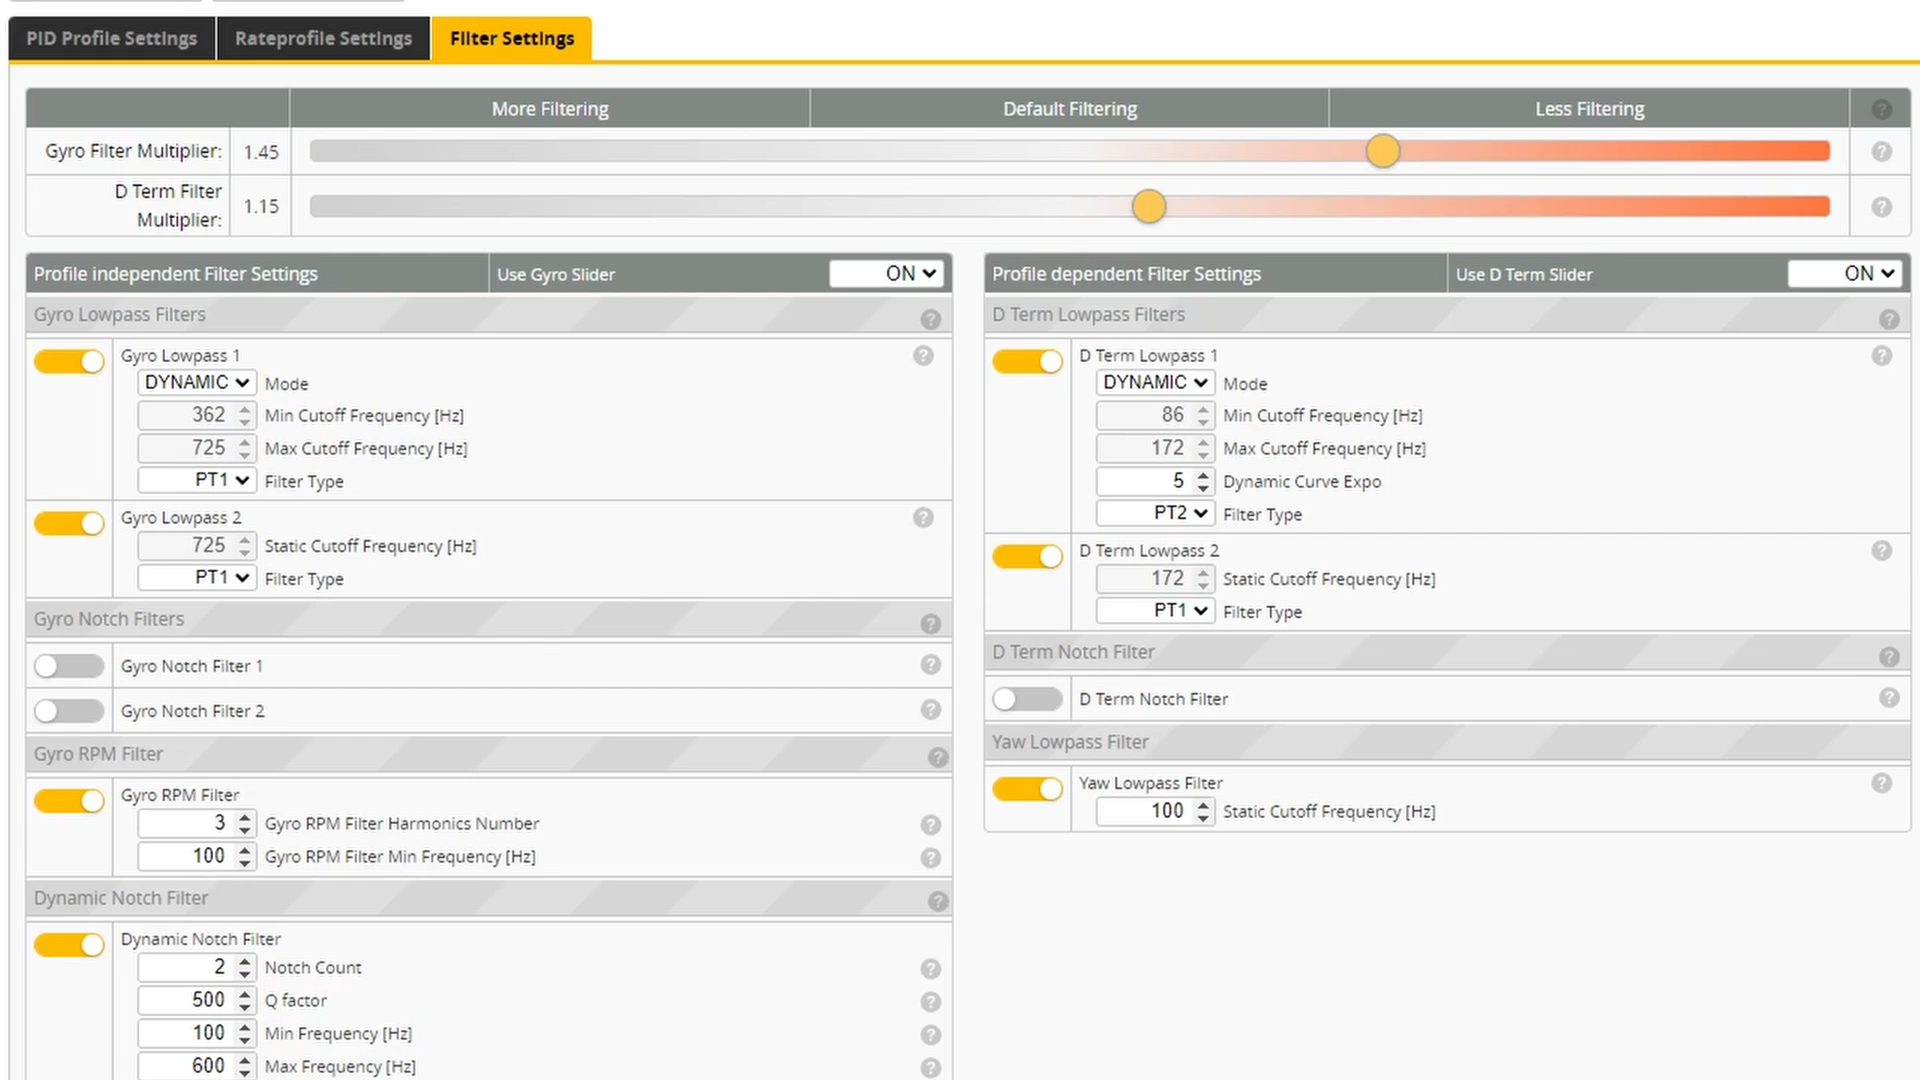 PID Profile Settings
Rateprofile Settings
Filter Settings
More Filtering
Default Filtering
Less Filtering
Gyro Filter Multiplier:
1.45
D Term Filter
Multiplier:
1.15
Profile independent Filter Settings
Use Gyro Slider
ON
Gyro Lowpass Filters
Gyro Lowpass 1
DYNAMIC Mode
362 Min Cutoff Frequency [Hz]
725 Max Cutoff Frequency [Hz]
PT1 Filter Type
Gyro Lowpass 2
725 Static Cutoff Frequency [Hz]
PT1 Filter Type
Gyro Notch Filters
Gyro Notch Filter 1
Gyro Notch Filter 2
Gyro RPM Filter
Gyro RPM Filter
3 Gyro RPM Filter Harmonics Number
100 Gyro RPM Filter Min Frequency [Hz]
Dynamic Notch Filter
Dynamic Notch Filter
2 Notch Count
500 Q factor
100 Min Frequency [Hz]
600 Max Frequency [Hz]
Profile dependent Filter Settings
Use D Term Slider
ON
D Term Lowpass Filters
D Term Lowpass 1
DYNAMIC Mode
86 Min Cutoff Frequency [Hz]
172 Max Cutoff Frequency [Hz]
5 Dynamic Curve Expo
PT2 Filter Type
D Term Lowpass 2
172 Static Cutoff Frequency [Hz]
PT1 Filter Type
D Term Notch Filter
D Term Notch Filter
Yaw Lowpass Filter
Yaw Lowpass Filter
100 Static Cutoff Frequency [Hz]